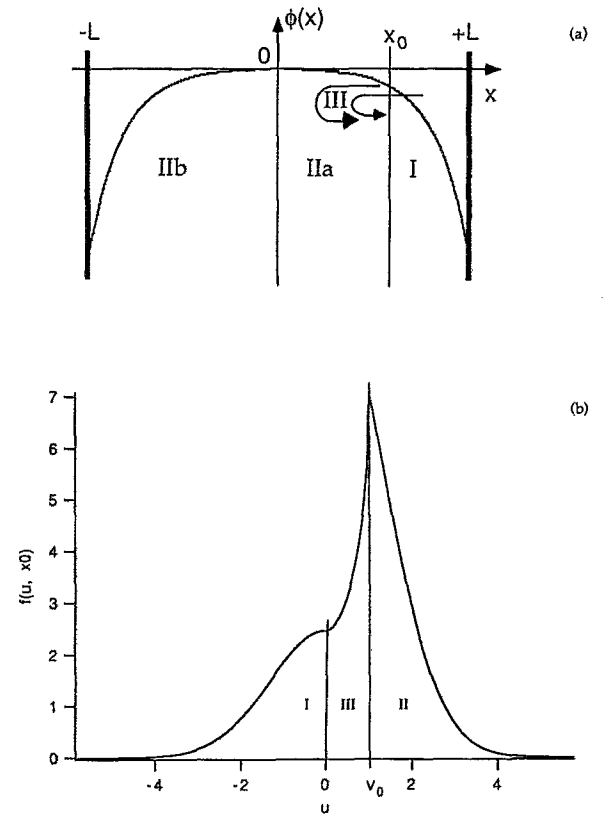 -L
ϕ(x)
x₀
+L
(a)
0
x
III
IIb
IIa
I
(b)
7
6
5
4
3
2
1
0
f(u, x0)
I
III
II
-4
-2
0
v₀
2
4
u